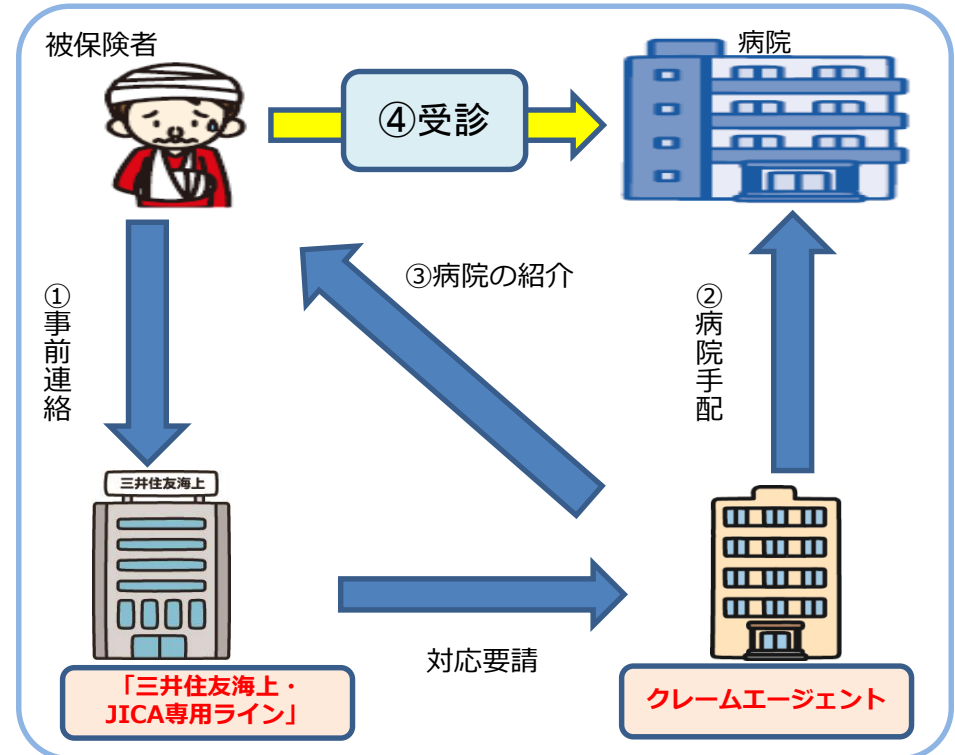 被保険者
病院
④受診
③病院の紹介
①事前連絡
②病院手配
三井住友海上
対応要請
「三井住友海上・
JICA専用ライン」
クレームエージェント